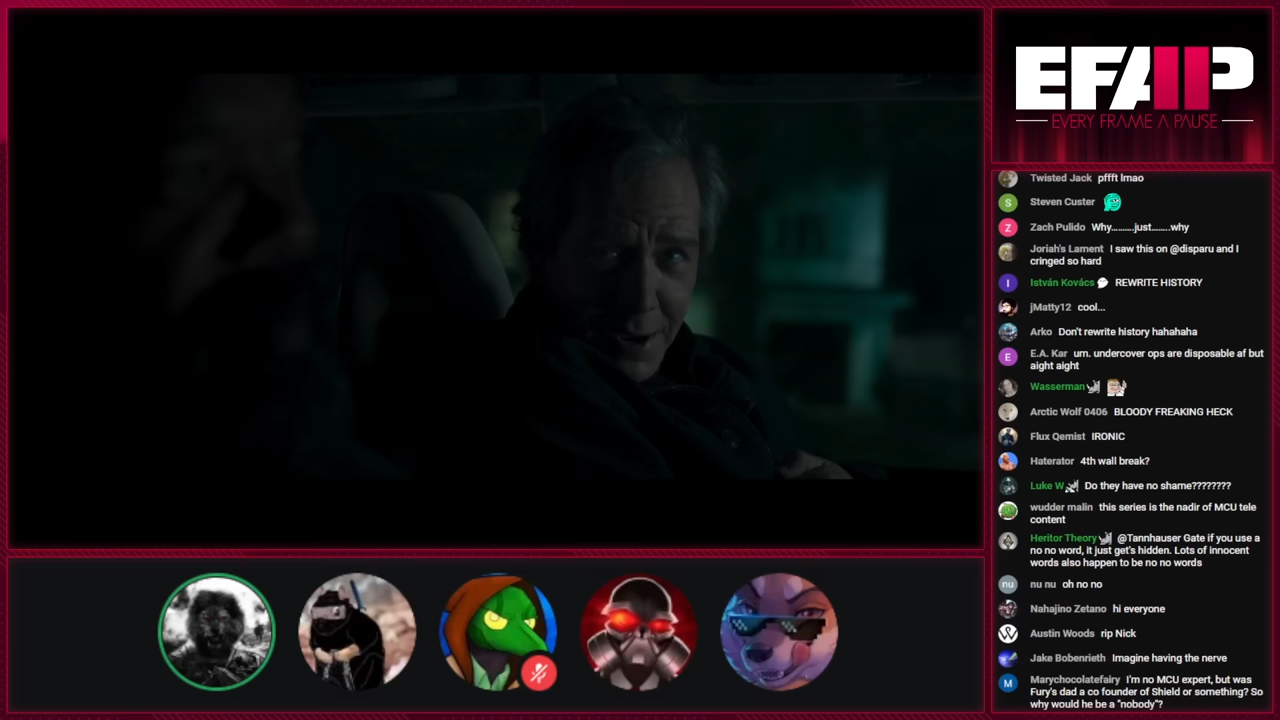 EFAP
EVERY FRAME A PAUSE
Twisted Jack pffft lmao
S
Steven Custer
Z
Zach Pulido Why.........just.......why
Joriah's Lament I saw this on @disparu and I
cringed so hard
I
István Kovács REWRITE HISTORY
jMatty12 cool...
Arko Don't rewrite history hahahaha
E
E.A. Kar um. undercover ops are disposable af but
aight aight
Wasserman
Arctic Wolf 0406 BLOODY FREAKING HECK
Flux Qemist IRONIC
Haterator 4th wall break?
Luke W Do they have no shame????????
wudder malin this series is the nadir of MCU tele
content
Heritor Theory @Tannhauser Gate if you use a
no no word, it just get's hidden. Lots of innocent
words also happen to be no no words
nu
nu nu oh no no
Nahajino Zetano hi everyone
Austin Woods rip Nick
Jake Bobenrieth Imagine having the nerve
M
Marychocolatefairy I'm no MCU expert, but was
Fury's dad a co founder of Shield or something? So
why would he be a "nobody"?